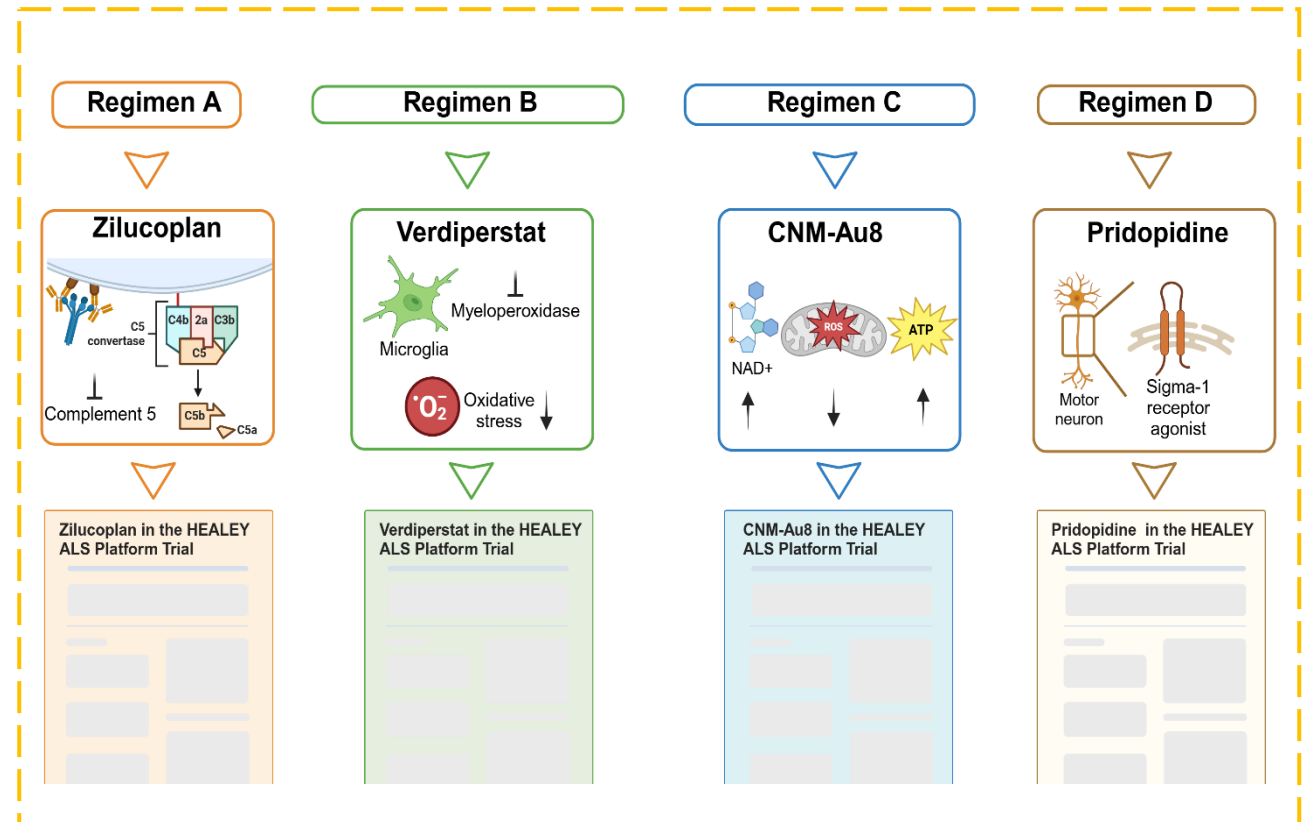 Regimen A
Regimen B
Regimen C
Regimen D
Zilucoplan
C5
convertase
C4b
2a
C3b
C5
Complement 5
C5b
C5a
Verdiperstat
Myeloperoxidase
Microglia
•O2−
Oxidative
stress
CNM-Au8
NAD+
ROS
ATP
Pridopidine
Motor
neuron
Sigma-1
receptor
agonist
Zilucoplan in the HEALEY
ALS Platform Trial
Verdiperstat in the HEALEY
ALS Platform Trial
CNM-Au8 in the HEALEY
ALS Platform Trial
Pridopidine in the HEALEY
ALS Platform Trial